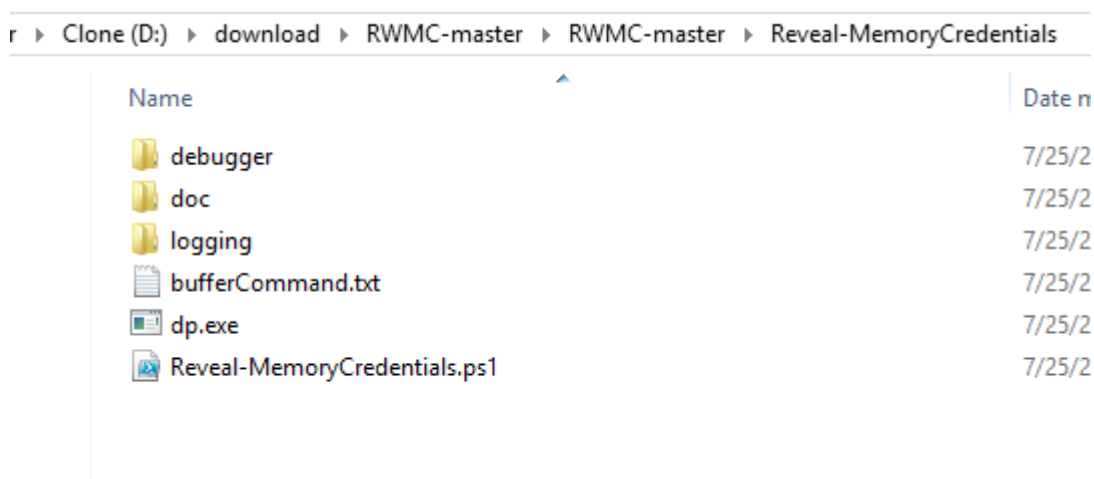 r ▸ Clone (D:) ▸ download ▸ RWMC-master ▸ RWMC-master ▸ Reveal-MemoryCredentials
Name Date m
debugger 7/25/2
doc 7/25/2
logging 7/25/2
bufferCommand.txt 7/25/2
dp.exe 7/25/2
Reveal-MemoryCredentials.ps1 7/25/2